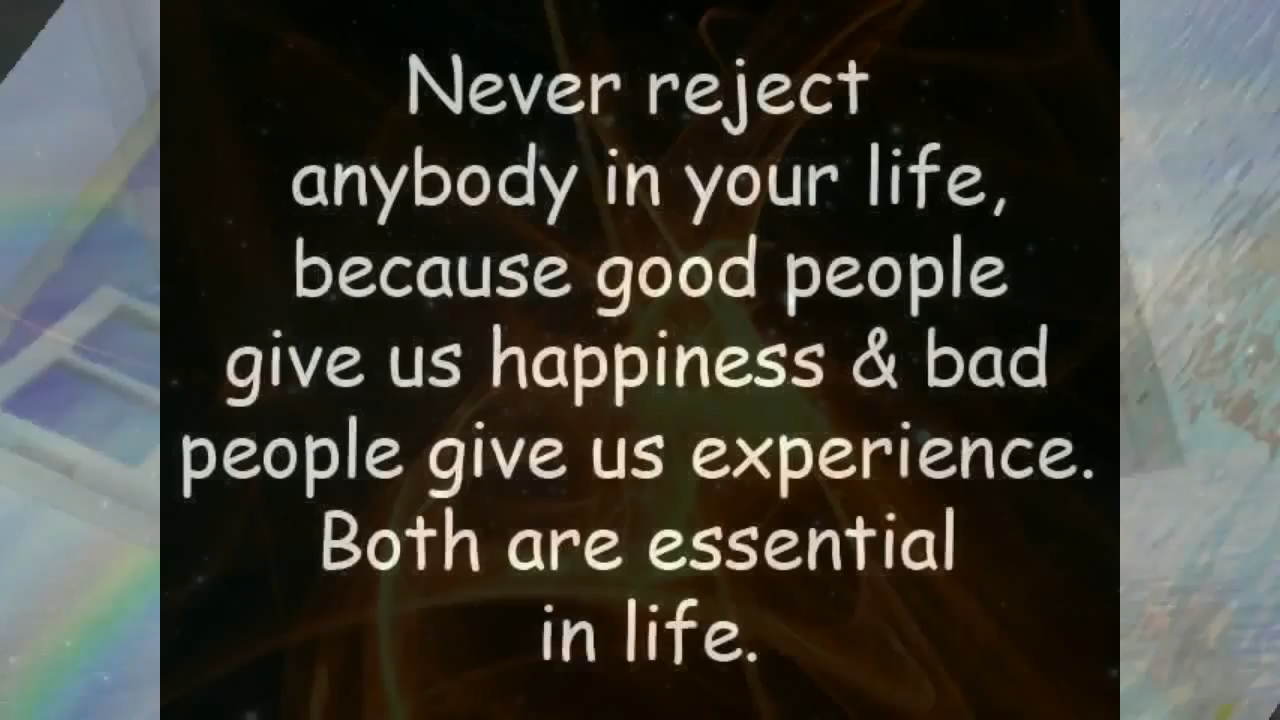 Never reject
anybody in your life,
because good people
give us happiness & bad
people give us experience.
Both are essential
in life.